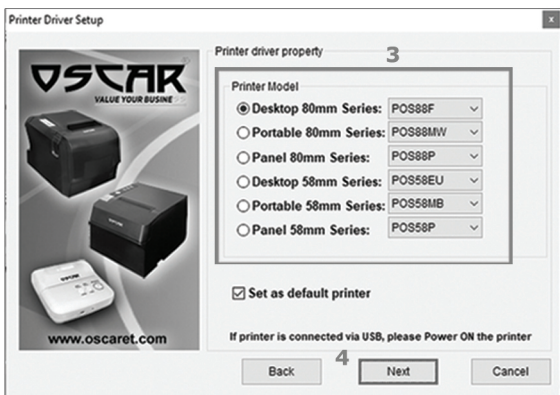 Printer Driver Setup
x
OSCAR
VALUE YOUR BUSINE
www.oscaret.com
Printer driver property
3
Printer Model
Desktop 80mm Series: POS88F
Portable 80mm Series: POS88MW
Panel 80mm Series: POS88P
Desktop 58mm Series: POS58EU
Portable 58mm Series: POS58MB
Panel 58mm Series: POS58P
Set as default printer
If printer is connected via USB, please Power ON the printer
4
Back Next Cancel